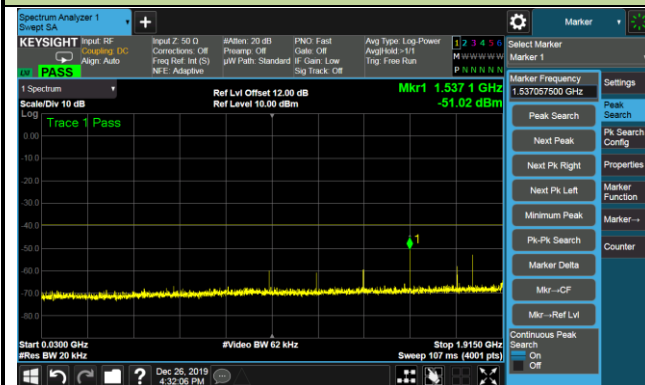 Spectrum Analyzer 1
Swept SA
+
Marker
KEYSIGHT
Input: RF
Coupling: DC
Align: Auto
Input Z: 50 Ω
Corrections: Off
Freq Ref: Int (S)
NFE: Adaptive
#Atten: 20 dB
Preamp: Off
µW Path: Standard
PNO: Fast
Gate: Off
IF Gain: Low
Sig Track: Off
Avg Type: Log-Power
Avg|Hold:>1/1
Trig: Free Run
1 2 3 4 5 6
M W W W W W
P N N N N N
LNI PASS
Select Marker
Marker 1
1 Spectrum
Scale/Div 10 dB
Ref Lvl Offset 12.00 dB
Ref Level 10.00 dBm
Mkr1 1.537 1 GHz
-51.02 dBm
Log
Trace 1 Pass
0.00
-10.0
-20.0
-30.0
-40.0
-50.0
-60.0
-70.0
-80.0
1
Start 0.0300 GHz
#Res BW 20 kHz
#Video BW 62 kHz
Stop 1.9150 GHz
Sweep 107 ms (4001 pts)
Marker Frequency
1.537057500 GHz
Peak Search
Next Peak
Next Pk Right
Next Pk Left
Minimum Peak
Pk-Pk Search
Marker Delta
Mkr→CF
Mkr→Ref Lvl
Continuous Peak
Search
On
Off
Settings
Peak
Search
Pk Search
Config
Properties
Marker
Function
Marker→
Counter
?
Dec 26, 2019
4:32:06 PM